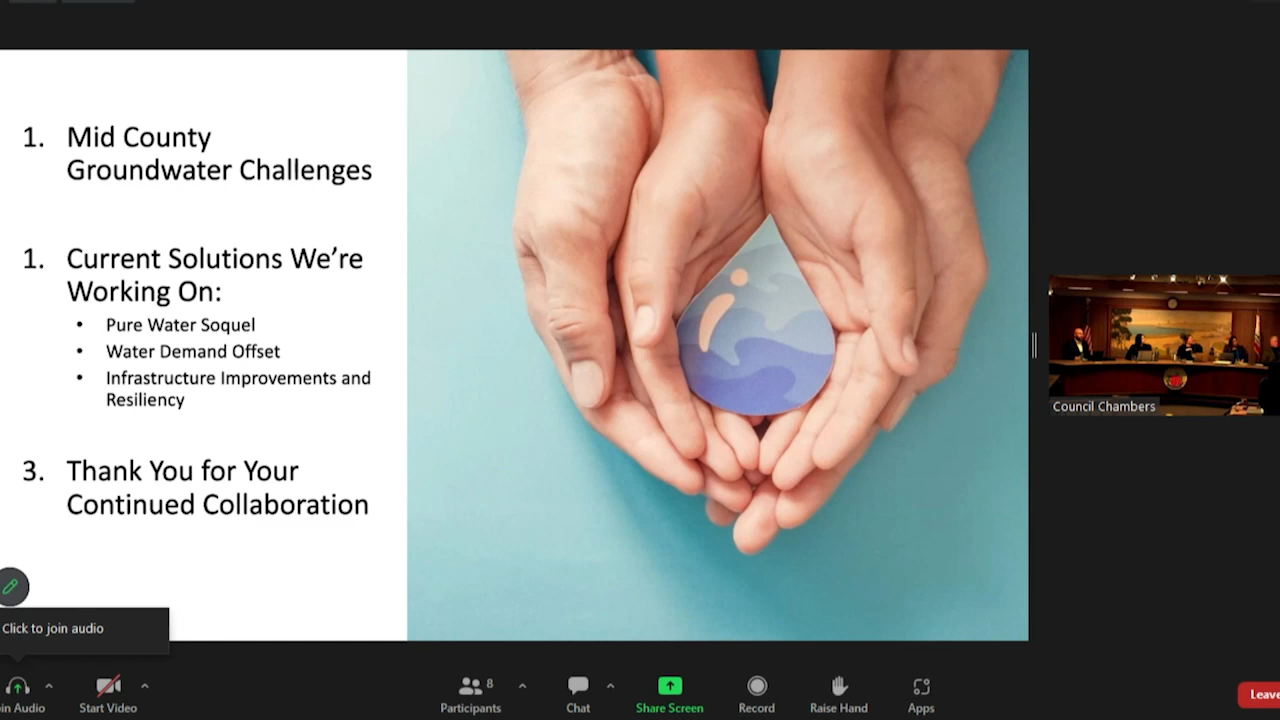 1. Mid County
Groundwater Challenges
1. Current Solutions We're
Working On:
• Pure Water Soquel
• Water Demand Offset
• Infrastructure Improvements and
Resiliency
3. Thank You for Your
Continued Collaboration
Council Chambers
Click to join audio
in Audio
Start Video
8
Participants
Chat
Share Screen
Record
Raise Hand
Apps
Leave